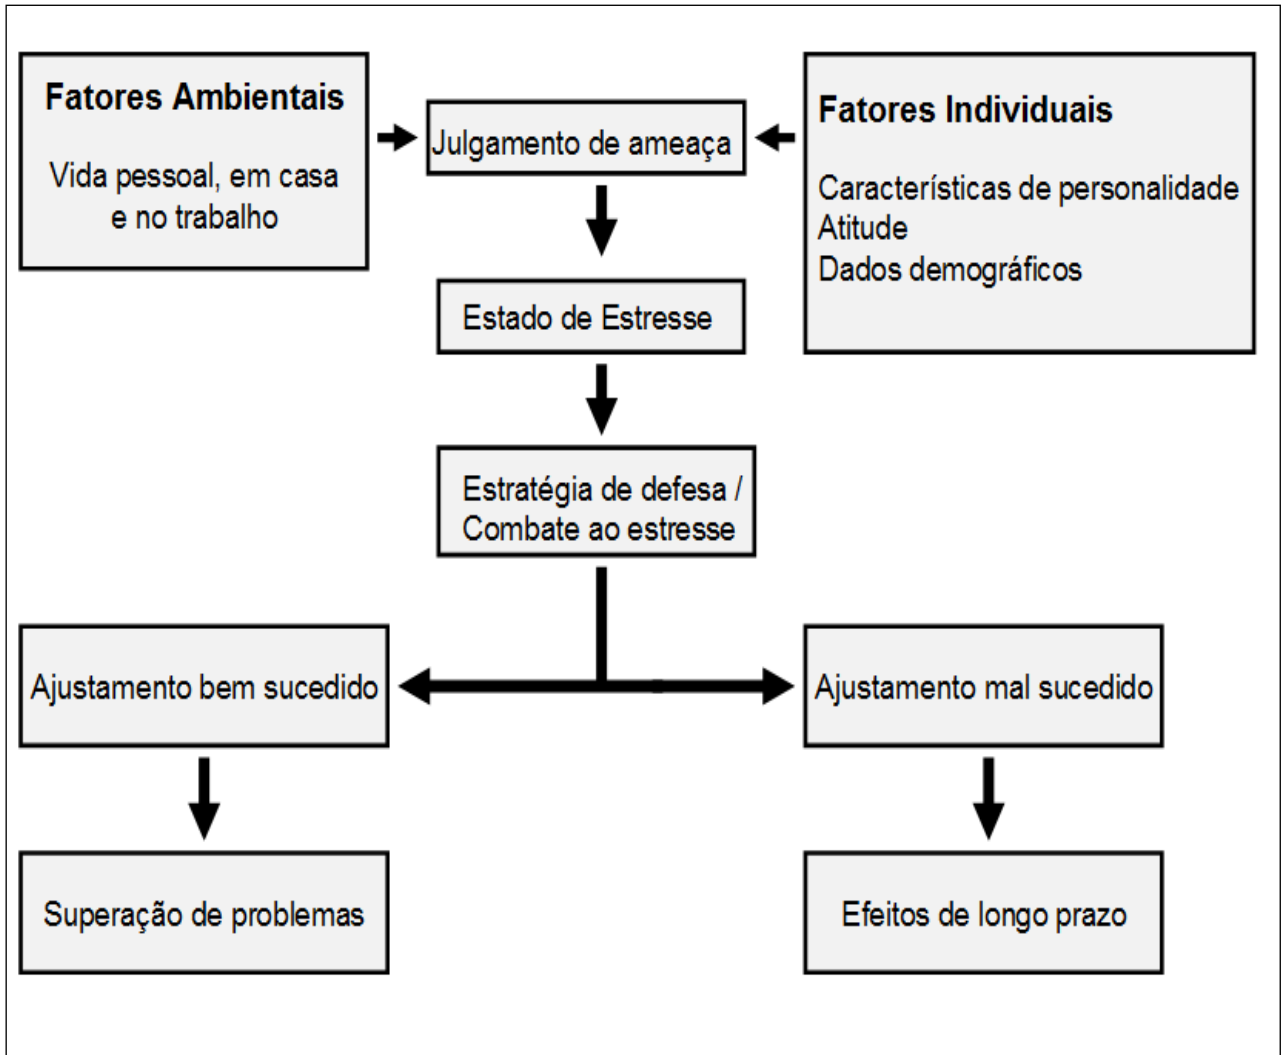 Fatores Ambientais
Vida pessoal, em casa
e no trabalho
Julgamento de ameaça
Fatores Individuais
Características de personalidade
Atitude
Dados demográficos
Estado de Estresse
Estratégia de defesa /
Combate ao estresse
Ajustamento bem sucedido
Ajustamento mal sucedido
Superação de problemas
Efeitos de longo prazo